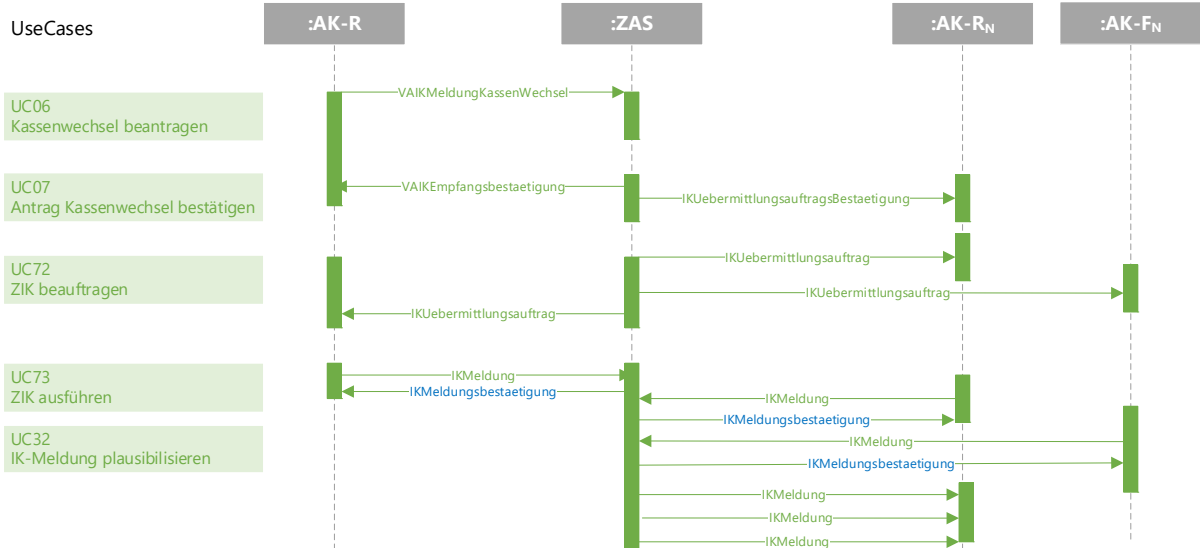 UseCases
:AK-R
:ZAS
:AK-RN
:AK-FN
UC06
Kassenwechsel beantragen
VAIKMeldungKassenWechsel
UC07
Antrag Kassenwechsel bestätigen
VAIKEmpfangsbestaetigung
IKUebermittlungsauftragsBestaetigung
UC72
ZIK beauftragen
IKUebermittlungsauftrag
IKUebermittlungsauftrag
IKUebermittlungsauftrag
UC73
ZIK ausführen
IKMeldung
IKMeldungsbestaetigung
IKMeldung
IKMeldungsbestaetigung
UC32
IK-Meldung plausibilisieren
IKMeldung
IKMeldungsbestaetigung
IKMeldung
IKMeldung
IKMeldung